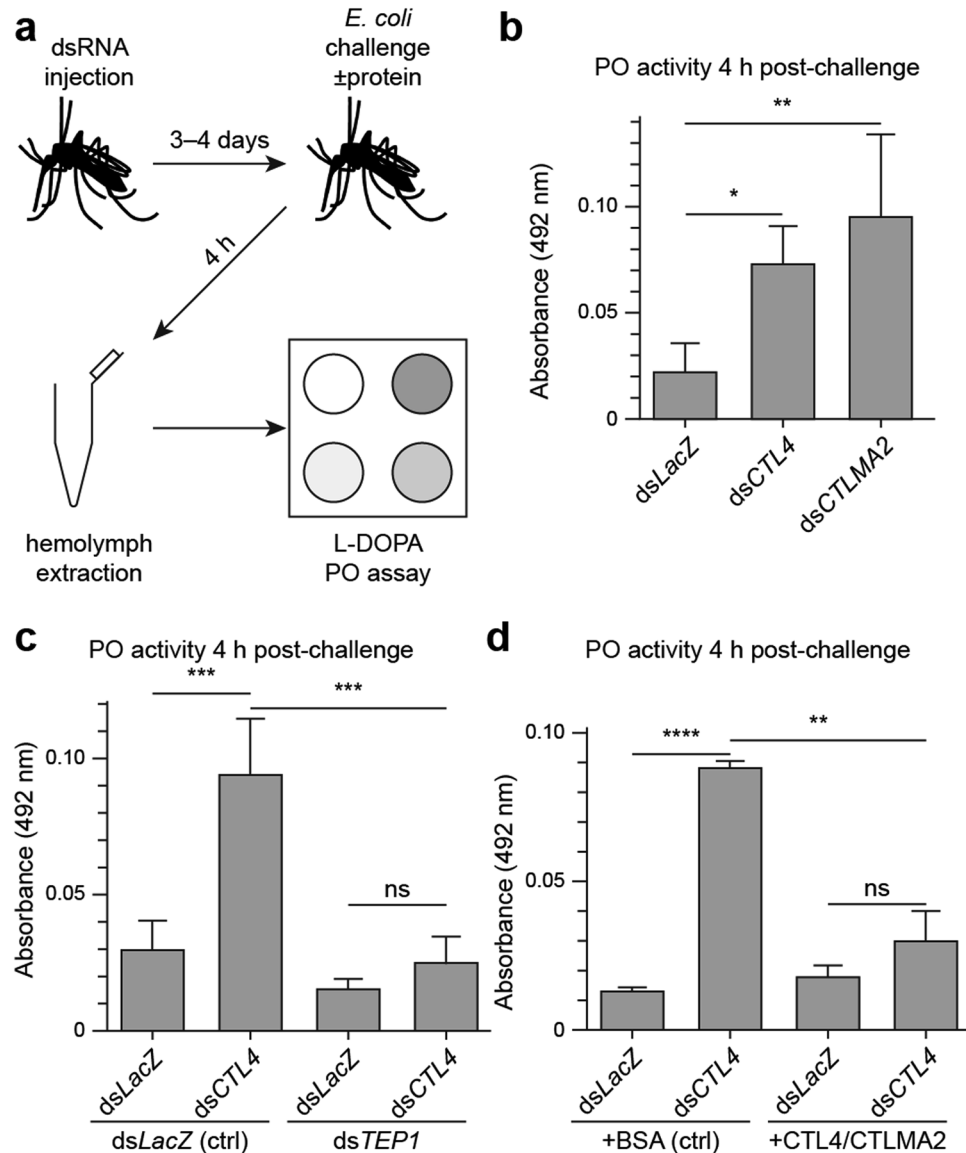 a
dsRNA
injection
3–4 days
E. coli
challenge
±protein
4 h
hemolymph
extraction
L-DOPA
PO assay
b
PO activity 4 h post-challenge
Absorbance (492 nm)
0.10
0.05
0
*
**
dsLacZ
dsCTL4
dsCTLMA2
c
PO activity 4 h post-challenge
Absorbance (492 nm)
0.10
0.05
0
***
***
ns
dsLacZ
dsCTL4
dsLacZ
dsCTL4
dsLacZ (ctrl)
dsTEP1
d
PO activity 4 h post-challenge
Absorbance (492 nm)
0.10
0.05
0
****
**
ns
dsLacZ
dsCTL4
dsLacZ
dsCTL4
+BSA (ctrl)
+CTL4/CTLMA2